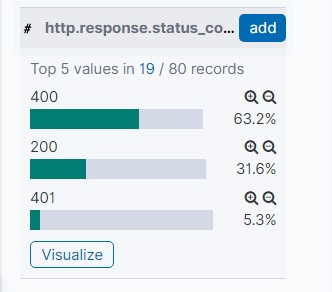 # http.response.status_co... add
Top 5 values in 19 / 80 records
400
63.2%
200
31.6%
401
5.3%
Visualize